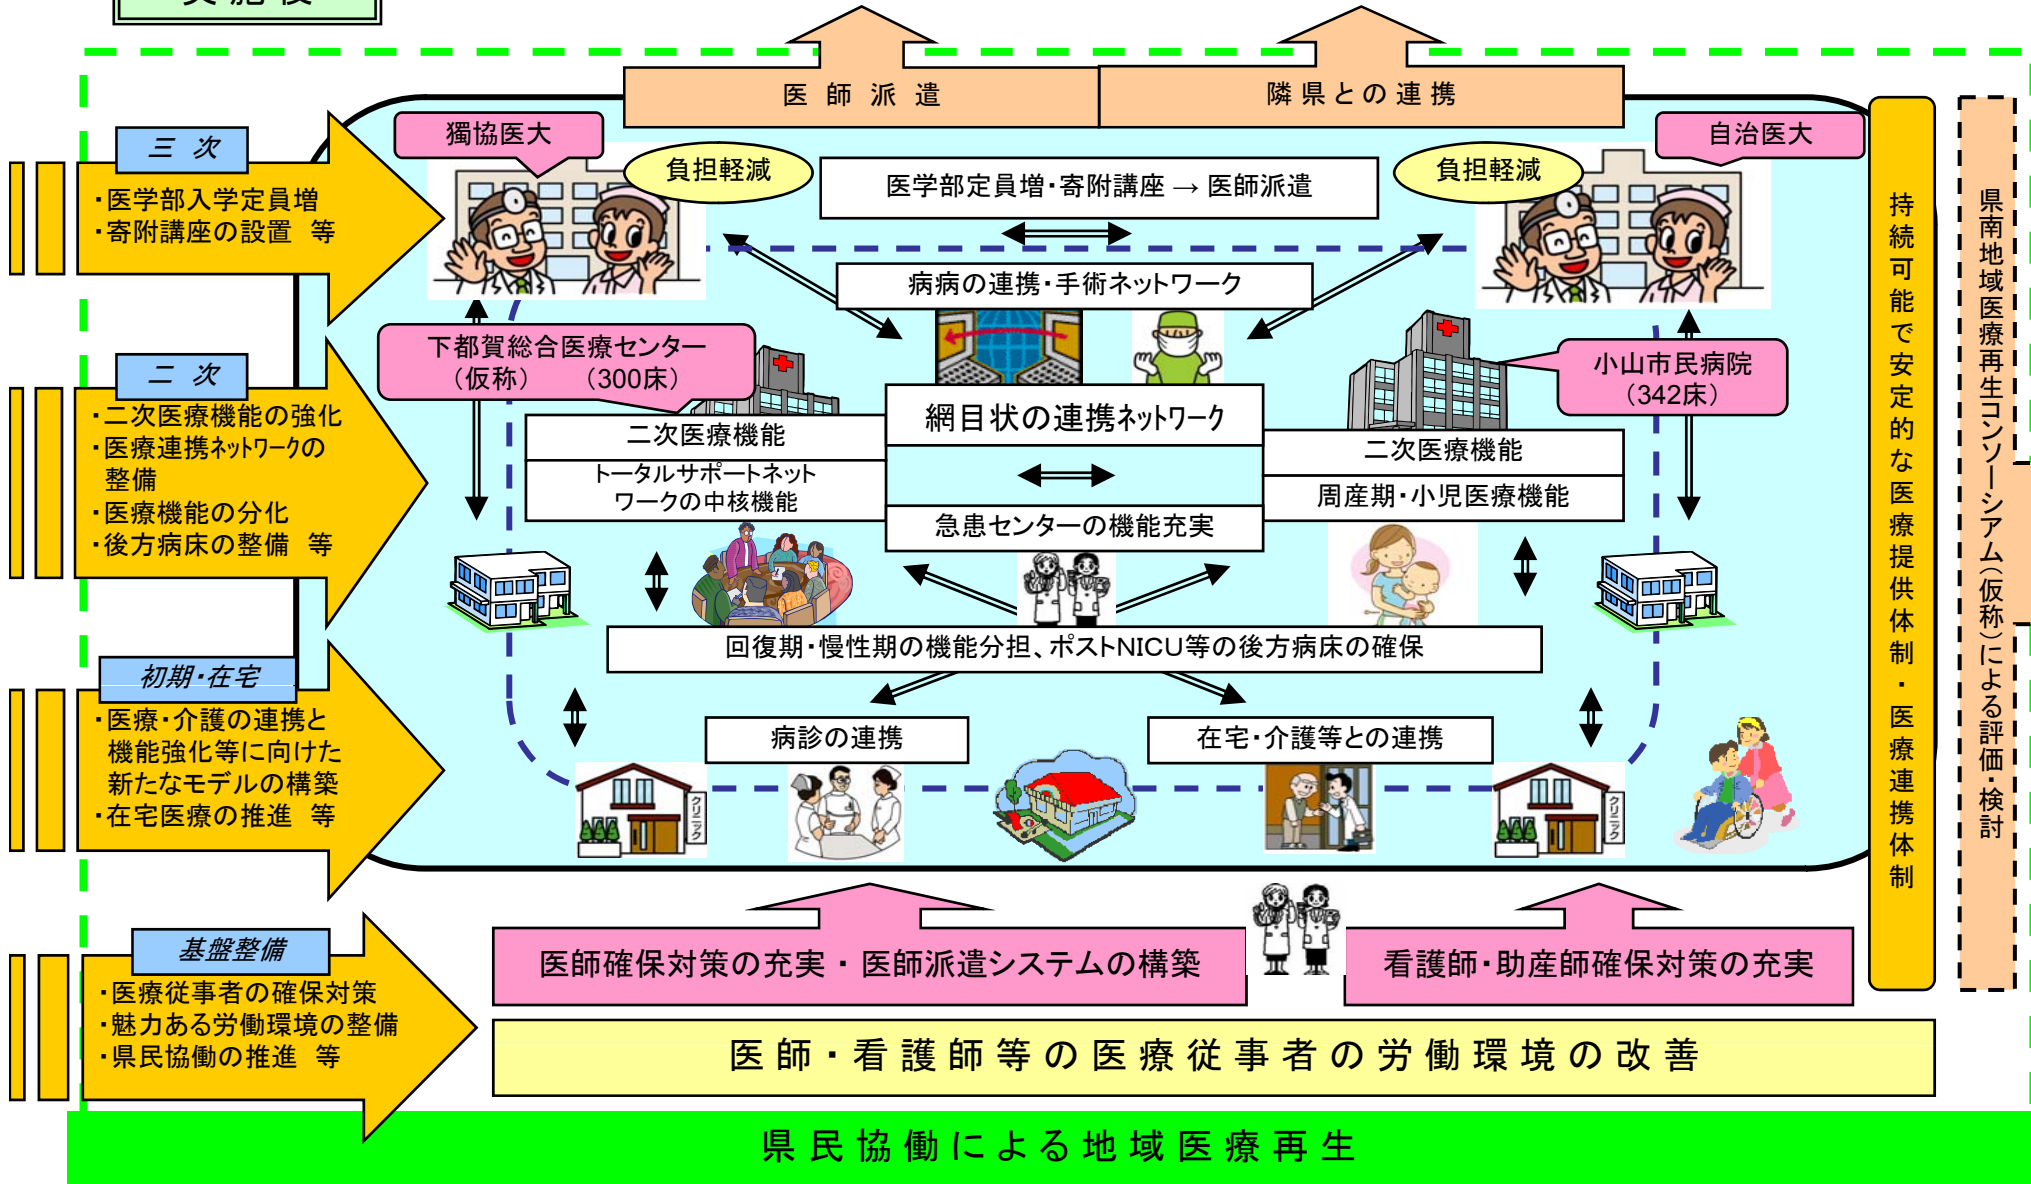 実施後
医師派遣
隣県との連携
三 次
・医学部入学定員増
・寄附講座の設置 等
獨協医大
負担軽減
医学部定員増・寄附講座 → 医師派遣
負担軽減
自治医大
病病の連携・手術ネットワーク
二 次
・二次医療機能の強化
・医療連携ネットワークの
整備
・医療機能の分化
・後方病床の整備 等
下都賀総合医療センター
（仮称） （300床）
小山市民病院
（342床）
網目状の連携ネットワーク
二次医療機能
トータルサポートネット
ワークの中核機能
二次医療機能
周産期・小児医療機能
急患センターの機能充実
回復期・慢性期の機能分担、ポストNICU等の後方病床の確保
初期・在宅
・医療・介護の連携と
機能強化等に向けた
新たなモデルの構築
・在宅医療の推進 等
病診の連携
在宅・介護等との連携
クリニック
クリニック
持続可能で安定的な医療提供体制・医療連携体制
県南地域医療再生コンソーシアム（仮称）による評価・検討
基盤整備
・医療従事者の確保対策
・魅力ある労働環境の整備
・県民協働の推進 等
医師確保対策の充実・医師派遣システムの構築
看護師・助産師確保対策の充実
医師・看護師等の医療従事者の労働環境の改善
県民協働による地域医療再生